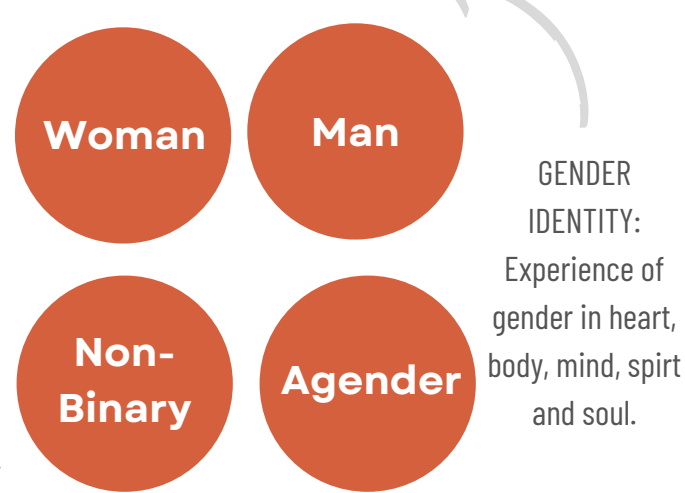 Woman
Man
Non-
Binary
Agender
GENDER
IDENTITY:
Experience of
gender in heart,
body, mind, spirt
and soul.